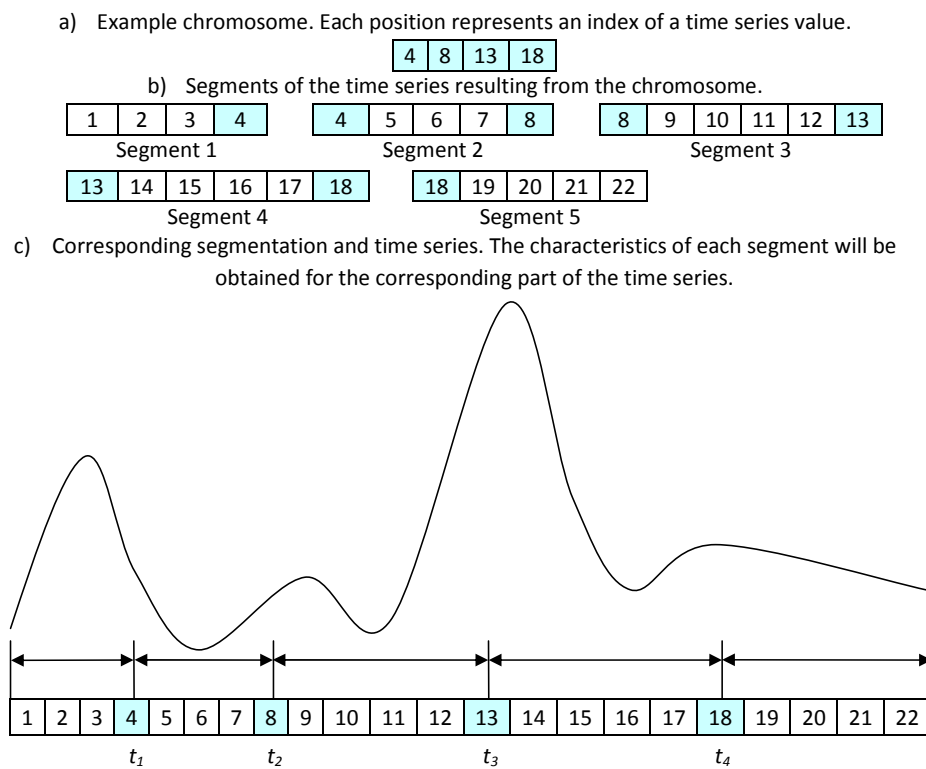 a) Example chromosome. Each position represents an index of a time series value.
4 8 13 18
b) Segments of the time series resulting from the chromosome.
1 2 3 4 4 5 6 7 8 8 9 10 11 12 13
Segment 1 Segment 2 Segment 3
13 14 15 16 17 18 18 19 20 21 22
Segment 4 Segment 5
c) Corresponding segmentation and time series. The characteristics of each segment will be
obtained for the corresponding part of the time series.
1 2 3 4 5 6 7 8 9 10 11 12 13 14 15 16 17 18 19 20 21 22
t1 t2 t3 t4